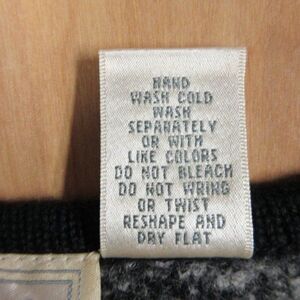 HAND
WASH COLD
WASH
SEPARATELY
OR WITH
LIKE COLORS
DO NOT BLEACH
DO NOT WRING
OR TWIST
RESHAPE AND
DRY FLAT